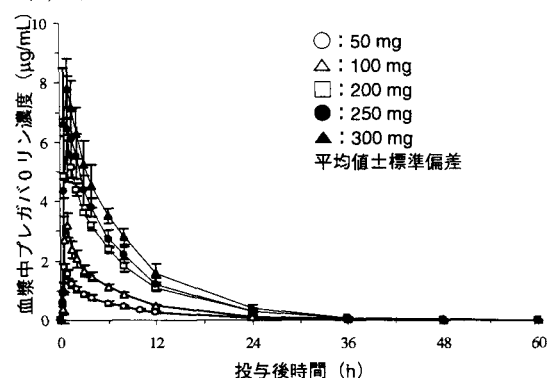 血漿中プレガバ0リン濃度 (μg/mL)
10
8
6
4
2
0
0 12 24 36 48 60
投与後時間 (h)
○：50 mg
△：100 mg
□：200 mg
●：250 mg
▲：300 mg
平均値士標準偏差